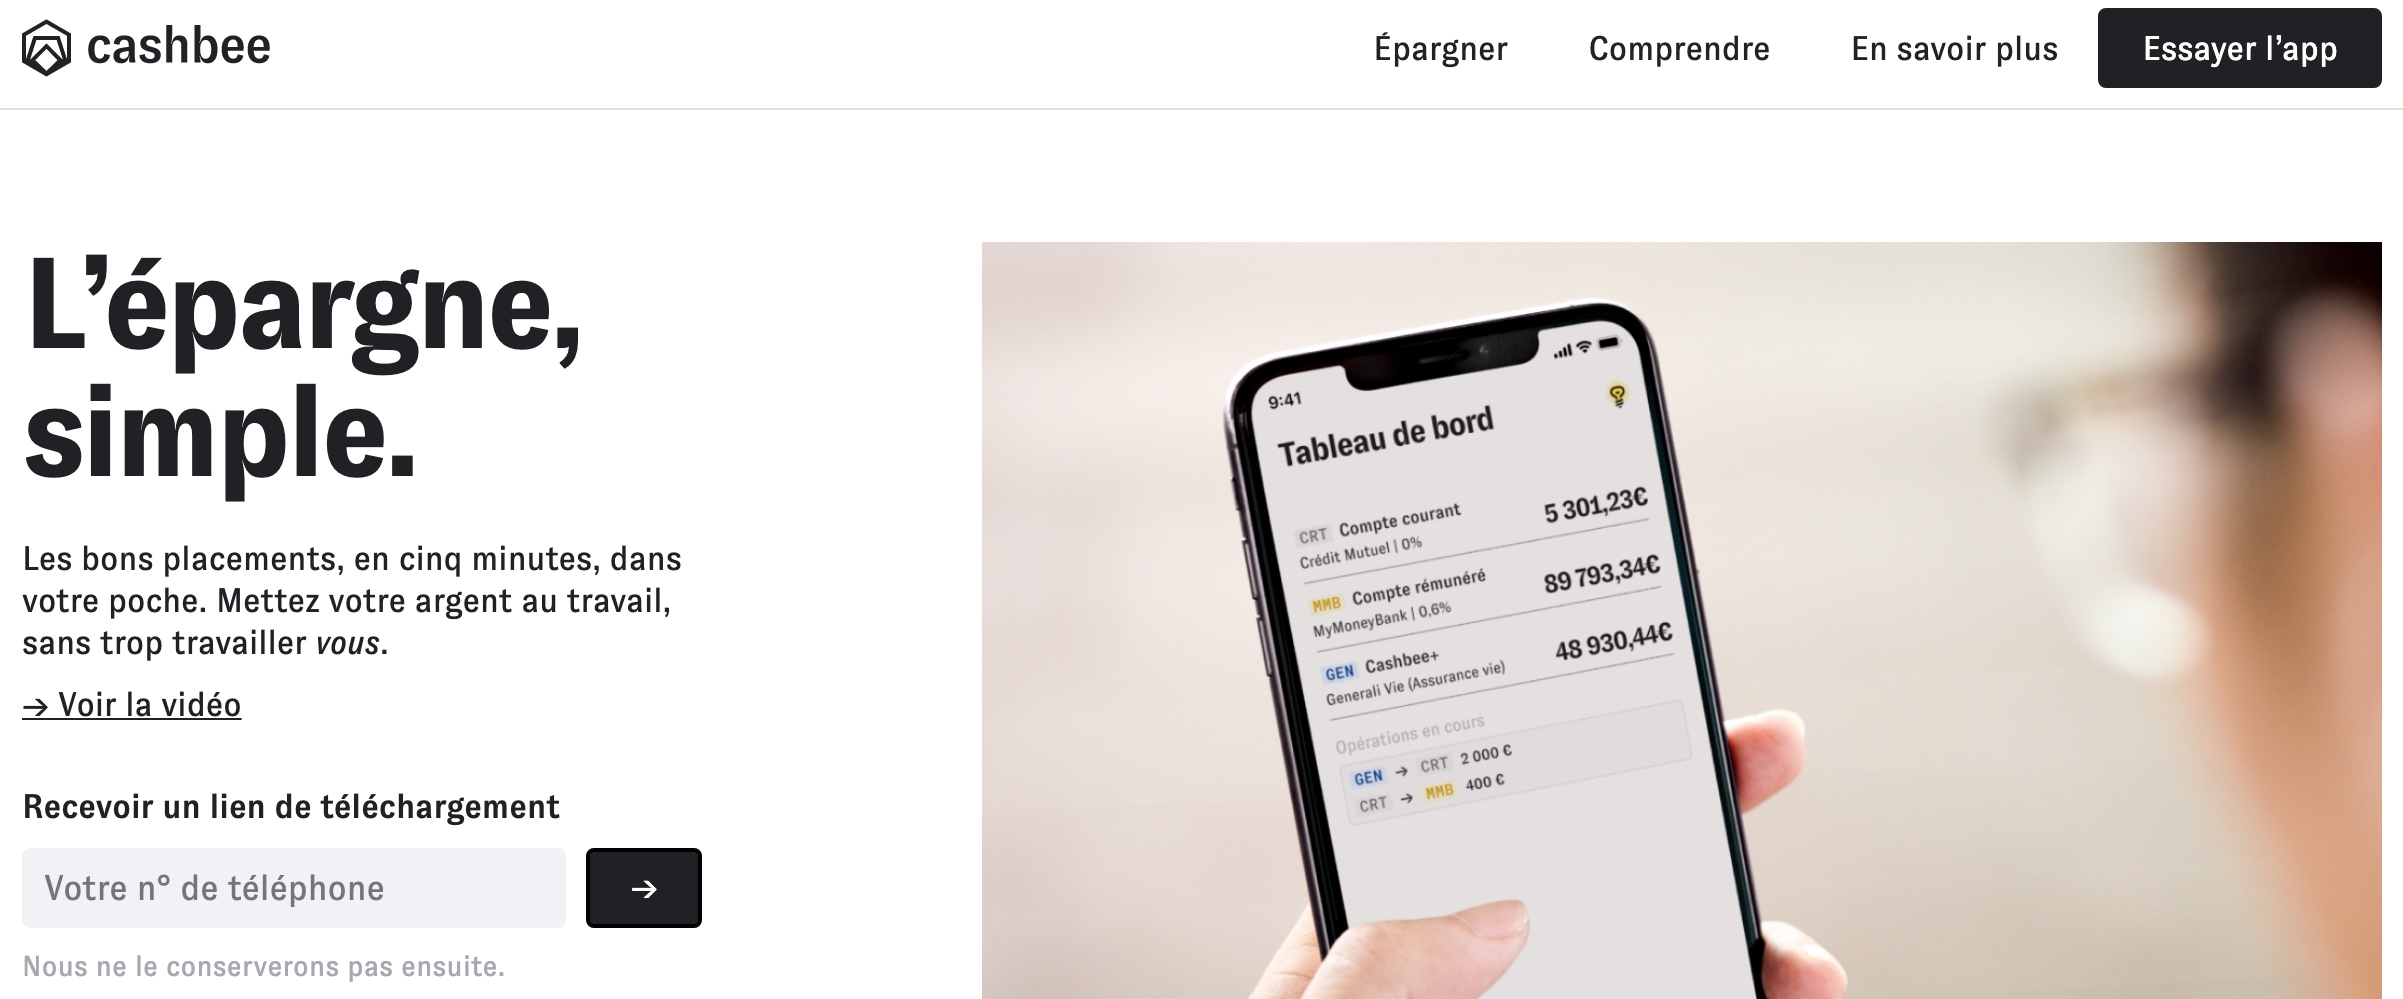 cashbee
Épargner
Comprendre
En savoir plus
Essayer l’app
L’épargne,
simple.
Les bons placements, en cinq minutes, dans
votre poche. Mettez votre argent au travail,
sans trop travailler vous.
→ Voir la vidéo
Recevoir un lien de téléchargement
Votre n° de téléphone
→
Nous ne le conserverons pas ensuite.
9:41
Tableau de bord
CRT Compte courant 5 301,23€
Crédit Mutuel | 0%
MMB Compte rémunéré 89 793,34€
MyMoneyBank | 0,6%
GEN Cashbee+ 48 930,44€
Generali Vie (Assurance vie)
Opérations en cours
GEN → CRT 2 000 €
CRT → MMB 400 €